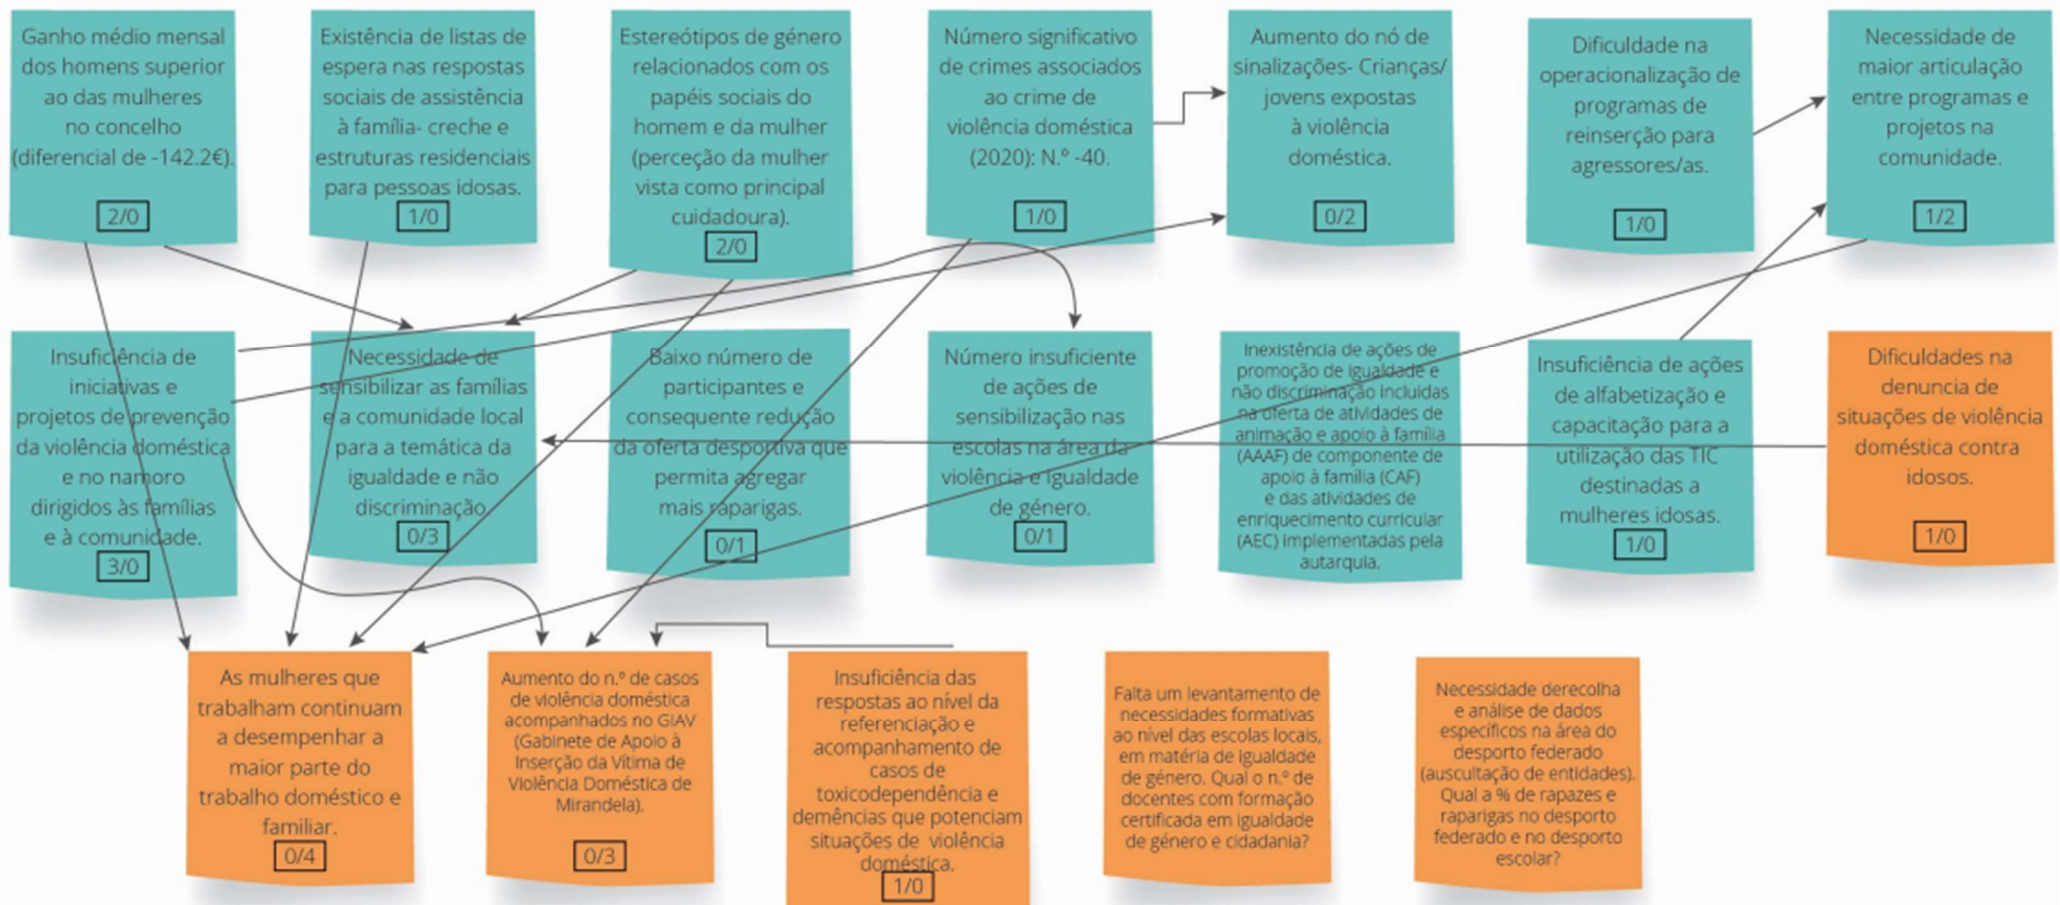 Ganho médio mensal
dos homens superior
ao das mulheres
no concelho
(diferencial de -142.2€).
2/0
Existência de listas de
espera nas respostas
sociais de assistência
à família- creche e
estruturas residenciais
para pessoas idosas.
1/0
Estereótipos de género
relacionados com os
papéis sociais do
homem e da mulher
(perceção da mulher
vista como principal
cuidadoura).
2/0
Número significativo
de crimes associados
ao crime de
violência doméstica
(2020): N.º -40.
1/0
Aumento do nó de
sinalizações- Crianças/
jovens expostas
à violência
doméstica.
0/2
Dificuldade na
operacionalização de
programas de
reinserção para
agressores/as.
1/0
Necessidade de
maior articulação
entre programas e
projetos na
comunidade.
1/2
Insuficiência de
iniciativas e
projetos de prevenção
da violência doméstica
e no namoro
dirigidos às famílias
e à comunidade.
3/0
Necessidade de
sensibilizar as famílias
e a comunidade local
para a temática da
igualdade e não
discriminação.
0/3
Baixo número de
participantes e
consequente redução
da oferta desportiva que
permita agregar
mais raparigas.
0/1
Número insuficiente
de ações de
sensibilização nas
escolas na área da
violência e igualdade
de género.
0/1
Inexistência de ações de
promoção de igualdade e
não discriminação incluidas
na oferta de atividades de
animação e apoio à família
(AAAF) de componente de
apoio à família (CAF)
e das atividades de
enriquecimento curricular
(AEC) implementadas pela
autarquia.
Insuficiência de ações
de alfabetização e
capacitação para a
utilização das TIC
destinadas a
mulheres idosas.
1/0
Dificuldades na
denuncia de
situações de violência
doméstica contra
idosos.
1/0
As mulheres que
trabalham continuam
a desempenhar a
maior parte do
trabalho doméstico e
familiar.
0/4
Aumento do n.º de casos
de violência doméstica
acompanhados no GIAV
(Gabinete de Apoio à
Inserção da Vítima de
Violência Doméstica de
Mirandela).
0/3
Insuficiência das
respostas ao nível da
referenciação e
acompanhamento de
casos de
toxicodependência e
demências que potenciam
situações de violência
doméstica.
1/0
Falta um levantamento de
necessidades formativas
ao nível das escolas locais,
em matéria de igualdade
de género. Qual o n.º de
docentes com formação
certificada em igualdade
de género e cidadania?
Necessidade derecolha
e análise de dados
específicos na área do
desporto federado
(auscultação de entidades).
Qual a % de rapazes e
raparigas no desporto
federado e no desporto
escolar?